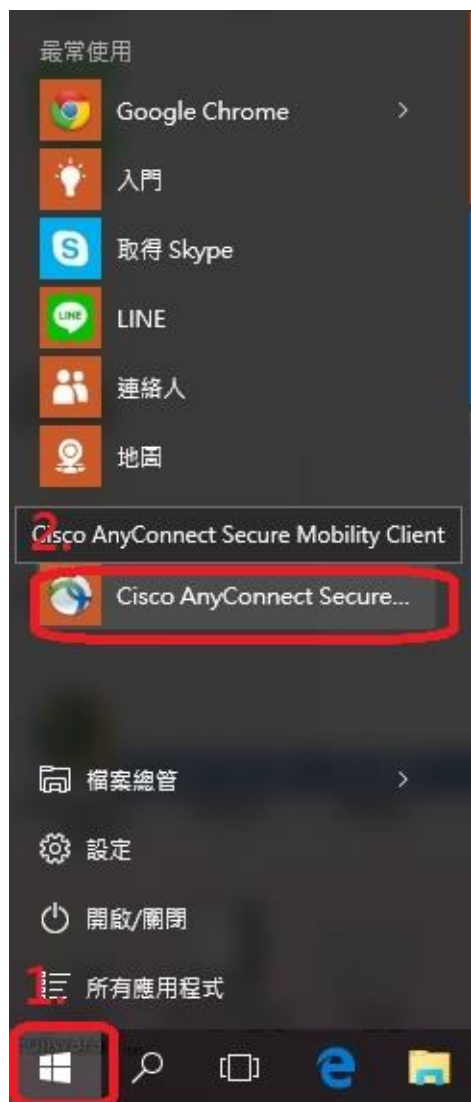 最常使用
Google Chrome
入門
取得 Skype
LINE
連絡人
地圖
2.
Cisco AnyConnect Secure Mobility Client
Cisco AnyConnect Secure...
檔案總管
設定
開啟/關閉
1.
所有應用程式